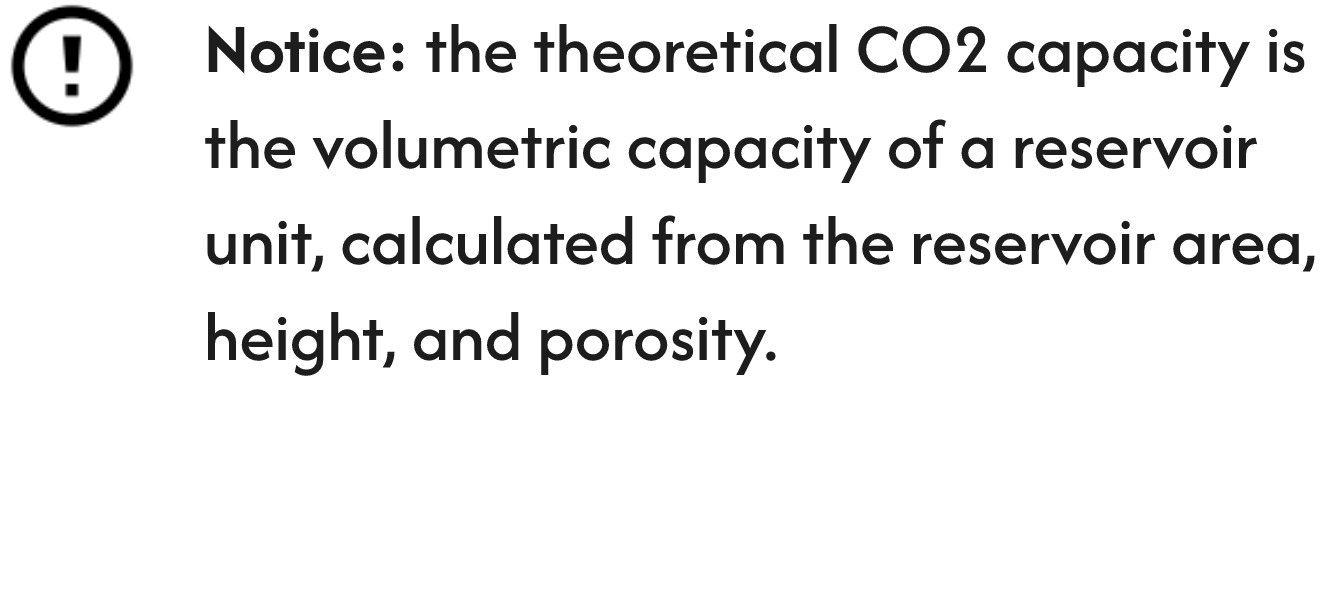 Notice: the theoretical CO2 capacity is
the volumetric capacity of a reservoir
unit, calculated from the reservoir area,
height, and porosity.